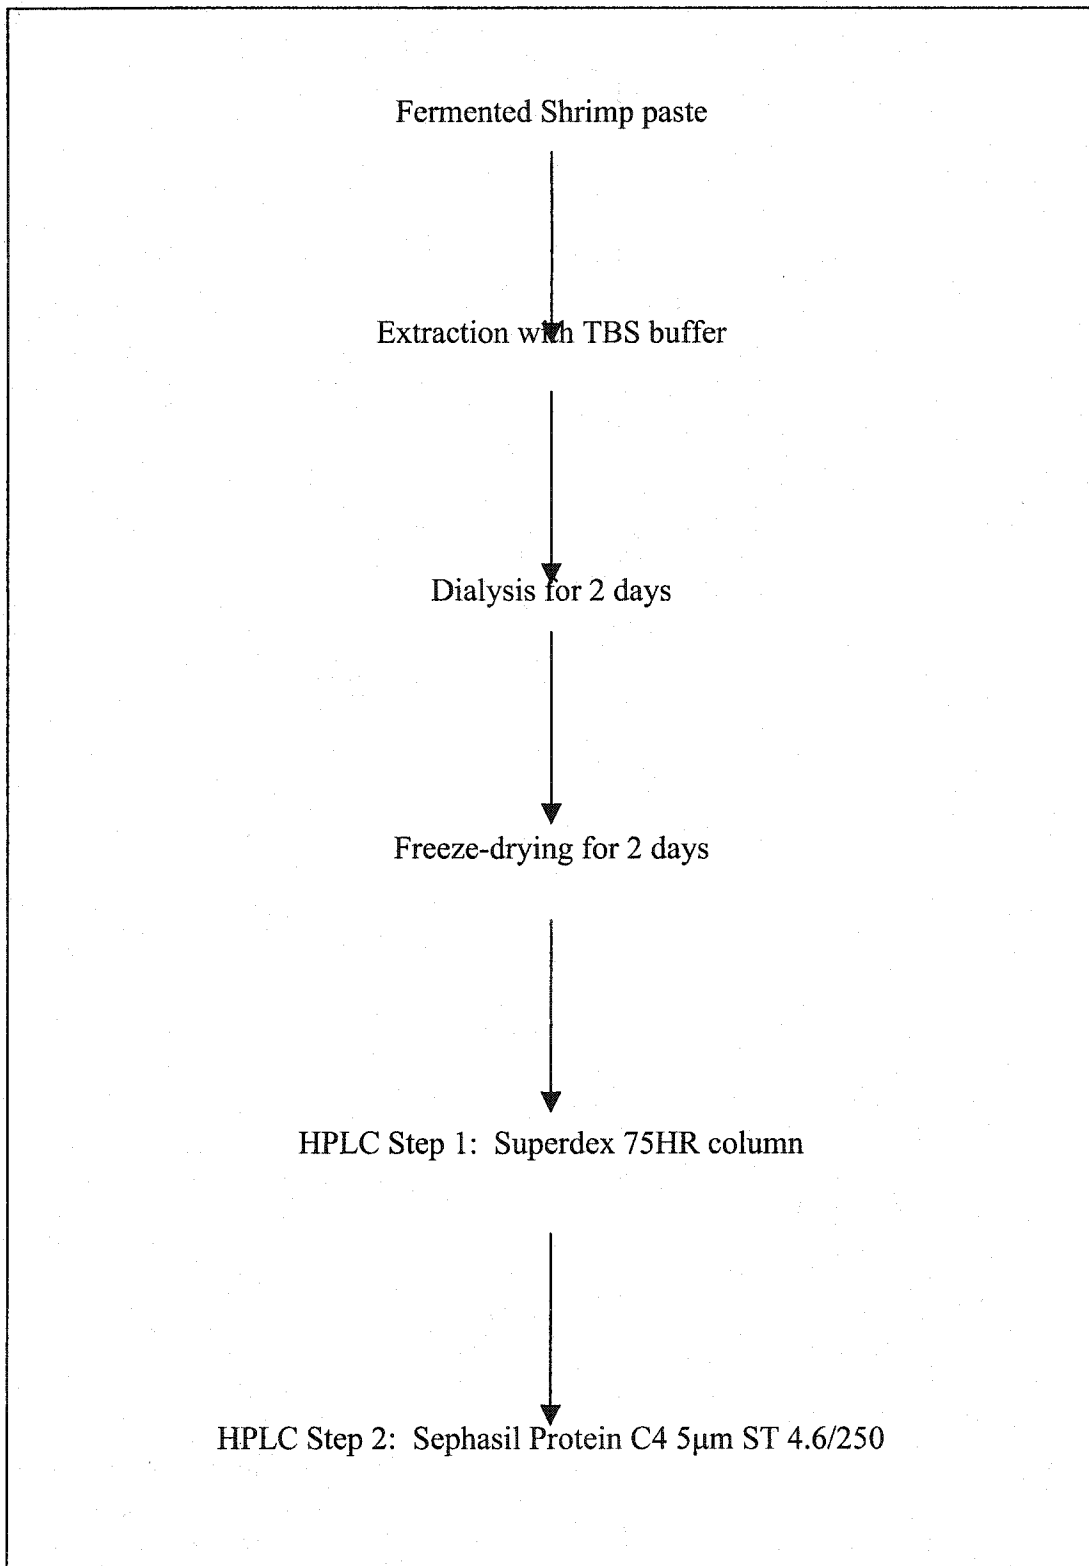 Fermented Shrimp paste
Extraction with TBS buffer
Dialysis for 2 days
Freeze-drying for 2 days
HPLC Step 1: Superdex 75HR column
HPLC Step 2: Sephasil Protein C4 5μm ST 4.6/250